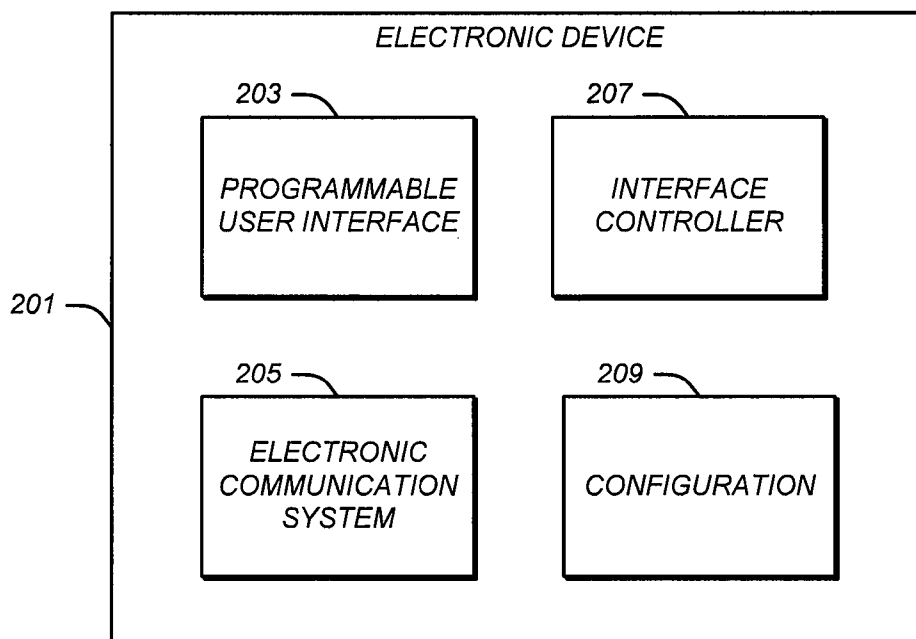 ELECTRONIC DEVICE
203
207
PROGRAMMABLE
USER INTERFACE
INTERFACE
CONTROLLER
201
205
209
ELECTRONIC
COMMUNICATION
SYSTEM
CONFIGURATION